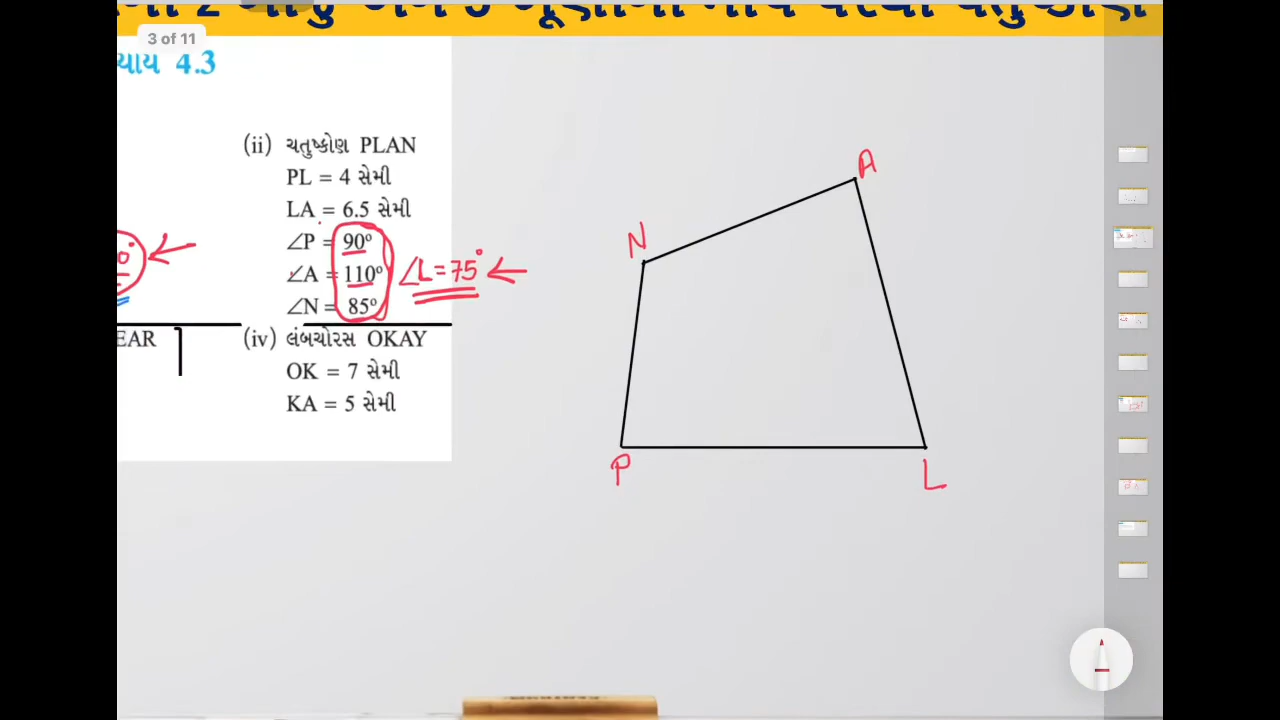 3 of 11
4.3
(ii) ચતુષ્કોણ PLAN
PL = 4 સેમી
LA = 6.5 સેમી
∠P = 90°
∠A = 110°
∠N = 85°
∠L = 75°
EAR
(iv) લંબચોરસ OKAY
OK = 7 સેમી
KA = 5 સેમી
A
N
P
L